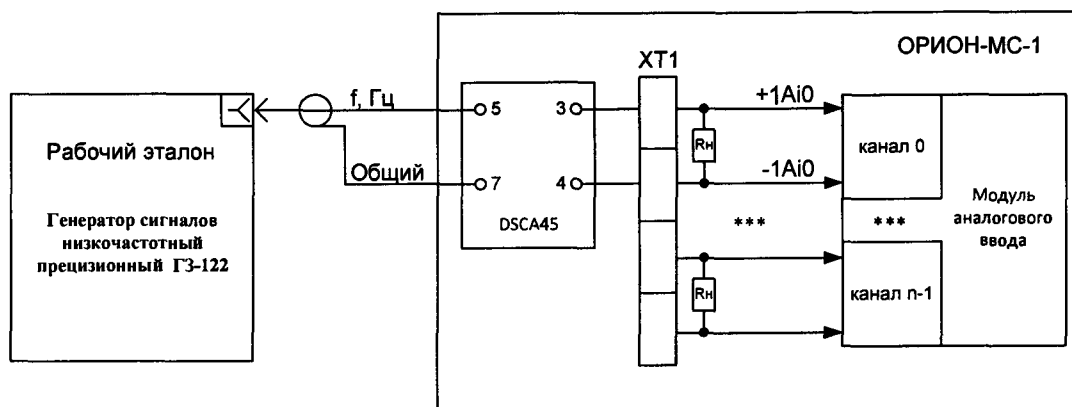 ОРИОН-МС-1
XT1
f, Гц
5
3
+1Ai0
Rн
канал 0
Рабочий эталон
Общий
7
4
-1Ai0
DSCA45
***
***
Модуль
аналогового
ввода
Генератор сигналов
низкочастотный
прецизионный ГЗ-122
Rн
канал n-1